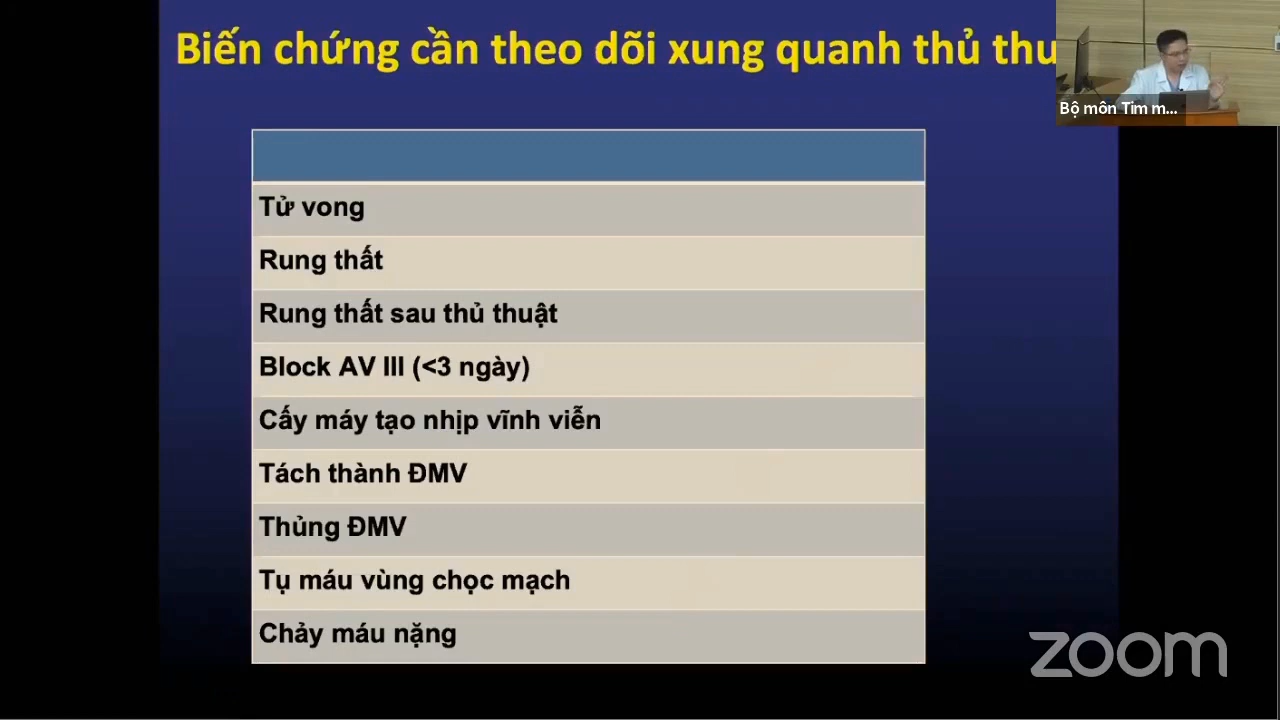 Biến chứng cần theo dõi xung quanh thủ
Bộ môn Tim m...
Tử vong
Rung thất
Rung thất sau thủ thuật
Block AV III (<3 ngày)
Cấy máy tạo nhịp vĩnh viễn
Tách thành ĐMV
Thủng ĐMV
Tụ máu vùng chọc mạch
Chảy máu nặng
zoom